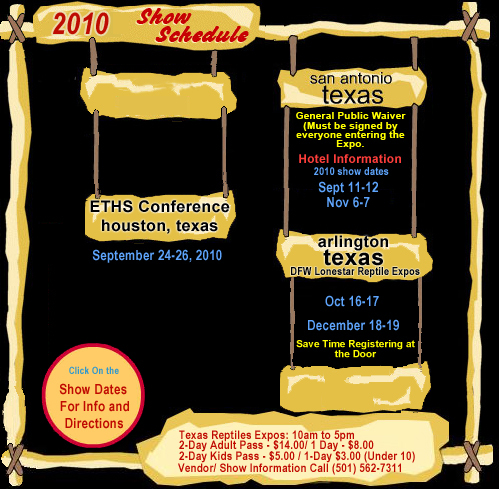 2010 Show
Schedule
ETHS Conference
houston, texas
September 24-26, 2010
san antonio
texas
General Public Waiver
(Must be signed by
everyone entering the
Expo.
Hotel Information
2010 show dates
Sept 11-12
Nov 6-7
arlington
texas
DFW Lonestar Reptile Expos
Oct 16-17
December 18-19
Save Time Registering at
the Door
Click On the
Show Dates
For Info and
Directions
Texas Reptiles Expos: 10am to 5pm
2-Day Adult Pass - $14.00/ 1 Day - $8.00
2-Day Kids Pass - $5.00 / 1-Day $3.00 (Under 10)
Vendor/ Show Information Call (501) 562-7311